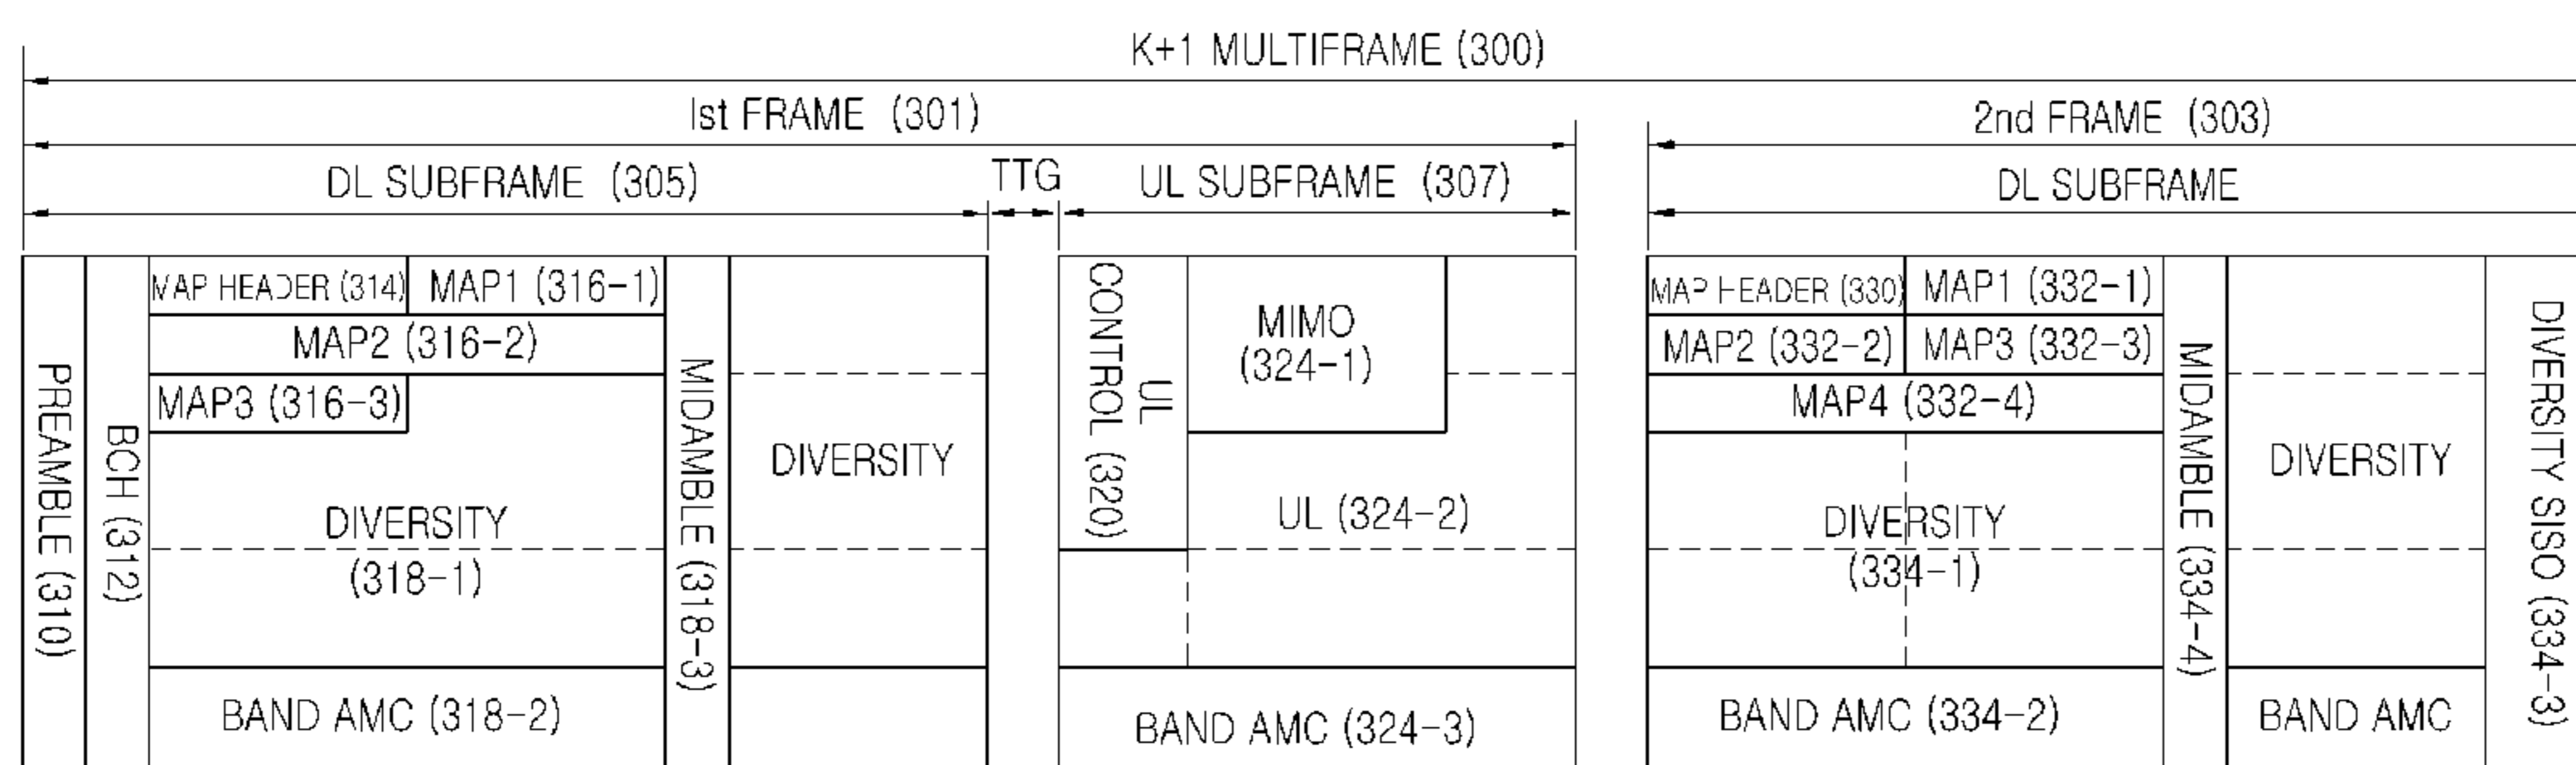 K+1 MULTIFRAME (300)
Ist FRAME (301)
2nd FRAME (303)
DL SUBFRAME (305)
TTG
UL SUBFRAME (307)
DL SUBFRAME
PREAMBLE (310)
BCH (312)
MAP HEADER (314)
MAP1 (316-1)
MAP2 (316-2)
MAP3 (316-3)
DIVERSITY
(318-1)
BAND AMC (318-2)
MIDAMBLE (318-3)
DIVERSITY
UL
CONTROL (320)
MIMO
(324-1)
UL (324-2)
BAND AMC (324-3)
MAP HEADER (330)
MAP1 (332-1)
MAP2 (332-2)
MAP3 (332-3)
MAP4 (332-4)
DIVERSITY
(334-1)
BAND AMC (334-2)
MIDAMBLE (334-4)
DIVERSITY
BAND AMC
DIVERSITY SISO (334-3)